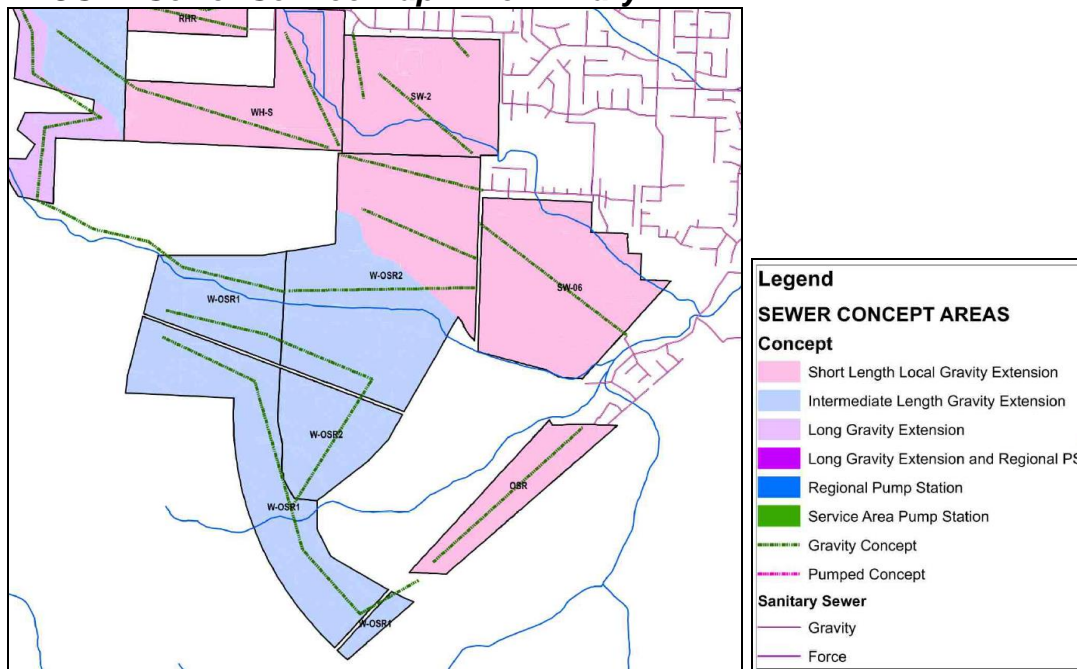 RHR
SW-2
WH-S
W-OSR2
W-OSR1
SW-06
W-OSR2
OSR
W-OSR1
W-OSR1
Legend
SEWER CONCEPT AREAS
Concept
Short Length Local Gravity Extension
Intermediate Length Gravity Extension
Long Gravity Extension
Long Gravity Extension and Regional PS
Regional Pump Station
Service Area Pump Station
Gravity Concept
Pumped Concept
Sanitary Sewer
Gravity
Force